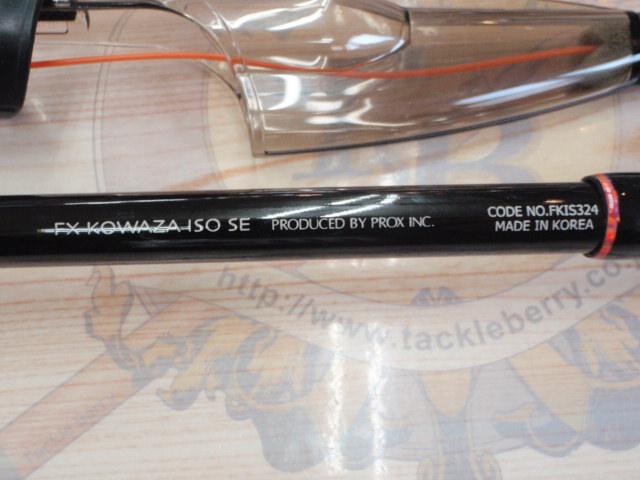 FX KOWAZA ISO SE PRODUCED BY PROX INC.
CODE NO.FKIS324
MADE IN KOREA
http://www.tackleberry.co